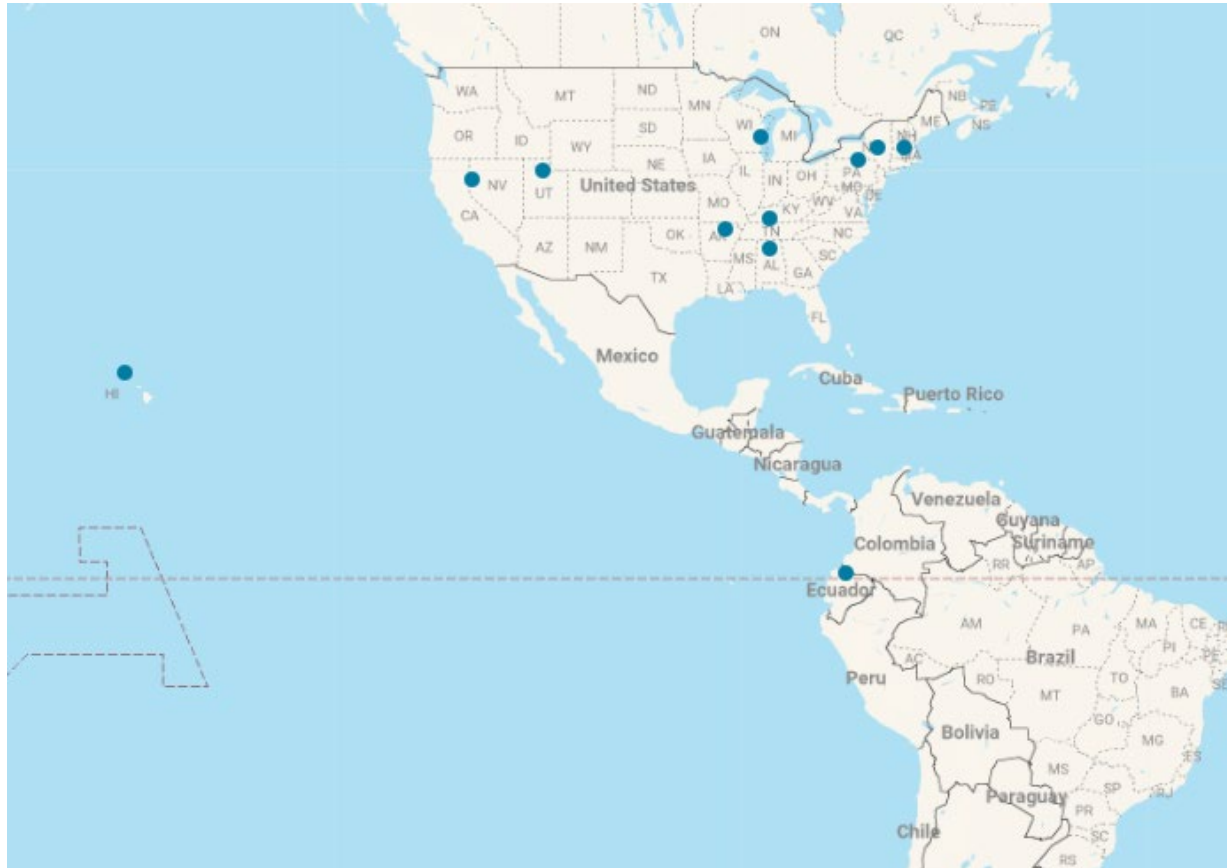 ON
QC
WA
MT
ND
MN
NB
PE
ME
NS
OR
ID
SD
WI
MI
NH
WY
IA
NE
IL
IN
OH
PA
NV
UT
United States
MO
KY
WV
VA
DE
CA
OK
TN
NC
AZ
NM
MS
AL
SC
GA
TX
LA
FL
Mexico
Cuba
Puerto Rico
HI
Guatemala
Nicaragua
Venezuela
Guyana
Colombia
Suriname
RR
AP
Ecuador
AM
PA
MA
CE
PI
PE
AC
Brazil
Peru
RO
TO
SE
MT
BA
GO
Bolivia
MG
ES
MS
SP
RJ
Paraguay
PR
Chile
SC
RS